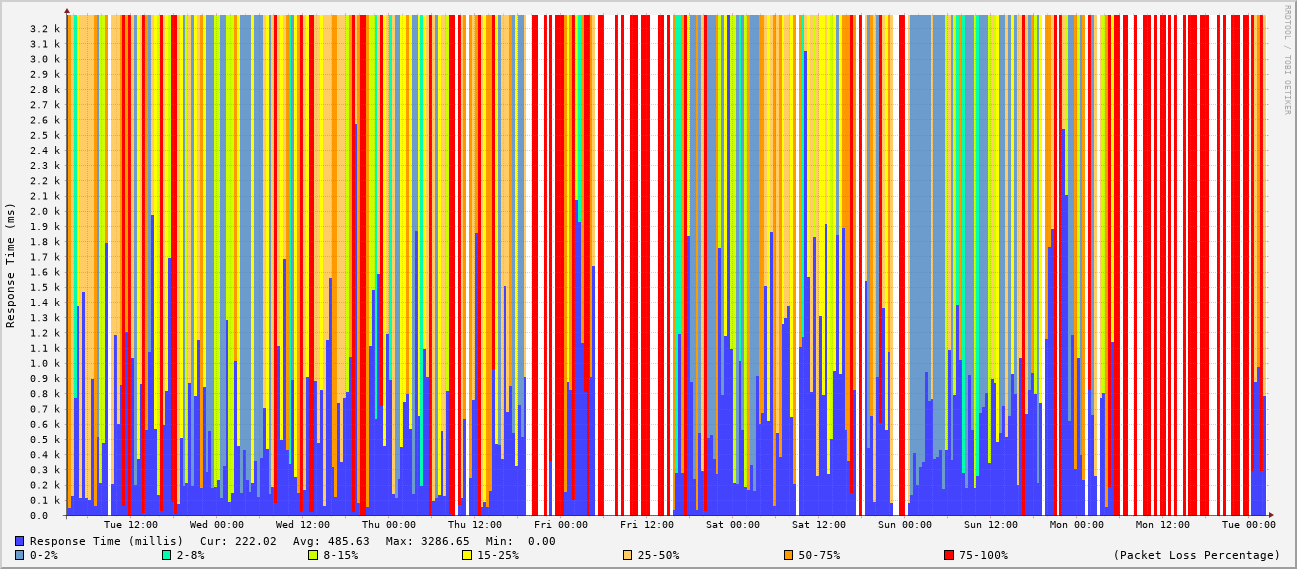 3.2 k
3.1 k
3.0 k
2.9 k
2.8 k
2.7 k
2.6 k
2.5 k
2.4 k
2.3 k
2.2 k
2.1 k
2.0 k
1.9 k
1.8 k
1.7 k
1.6 k
1.5 k
1.4 k
1.3 k
1.2 k
1.1 k
1.0 k
0.9 k
0.8 k
0.7 k
0.6 k
0.5 k
0.4 k
0.3 k
0.2 k
0.1 k
0.0
Response Time (ms)
RRDTOOL / TOBI OETIKER
Tue 12:00 Wed 00:00 Wed 12:00 Thu 00:00 Thu 12:00 Fri 00:00 Fri 12:00 Sat 00:00 Sat 12:00 Sun 00:00 Sun 12:00 Mon 00:00 Mon 12:00 Tue 00:00
Response Time (millis) Cur: 222.02 Avg: 485.63 Max: 3286.65 Min: 0.00
0-2% 2-8% 8-15% 15-25% 25-50% 50-75% 75-100% (Packet Loss Percentage)